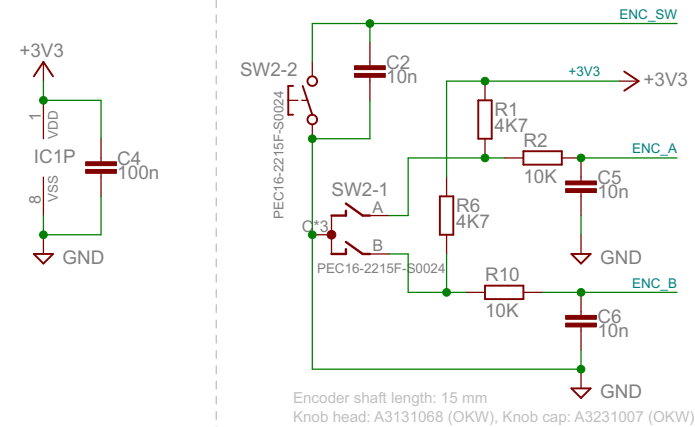 ENC_SW
+3V3
SW2-2
C2
10n
PEC16-2215F-S0024
+3V3
+3V3
1
VDD
IC1P
C4
100n
8
VSS
GND
R1
4K7
R2
10K
ENC_A
C5
10n
SW2-1
A
C*3
B
PEC16-2215F-S0024
R6
4K7
GND
R10
10K
ENC_B
C6
10n
GND
Encoder shaft length: 15 mm
Knob head: A3131068 (OKW), Knob cap: A3231007 (OKW)